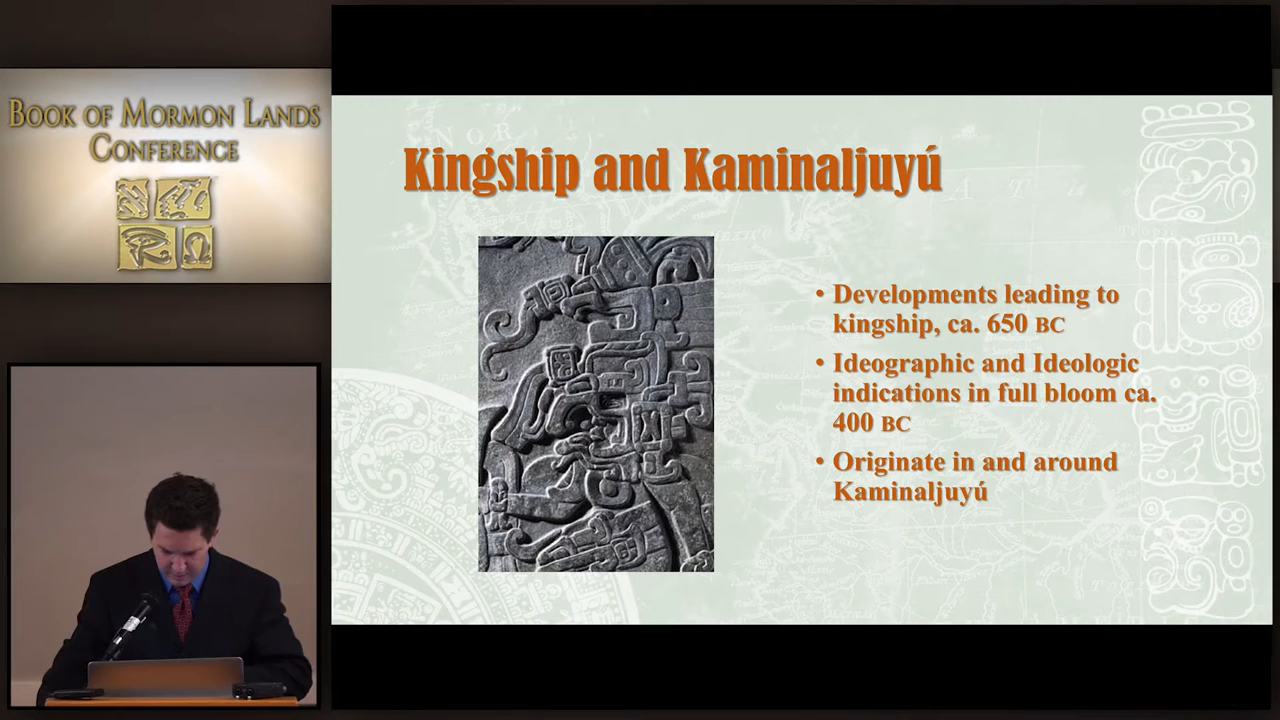 BOOK OF MORMON LANDS
CONFERENCE
Kingship and Kaminaljuyú
• Developments leading to
kingship, ca. 650 BC
• Ideographic and Ideologic
indications in full bloom ca.
400 BC
• Originate in and around
Kaminaljuyú